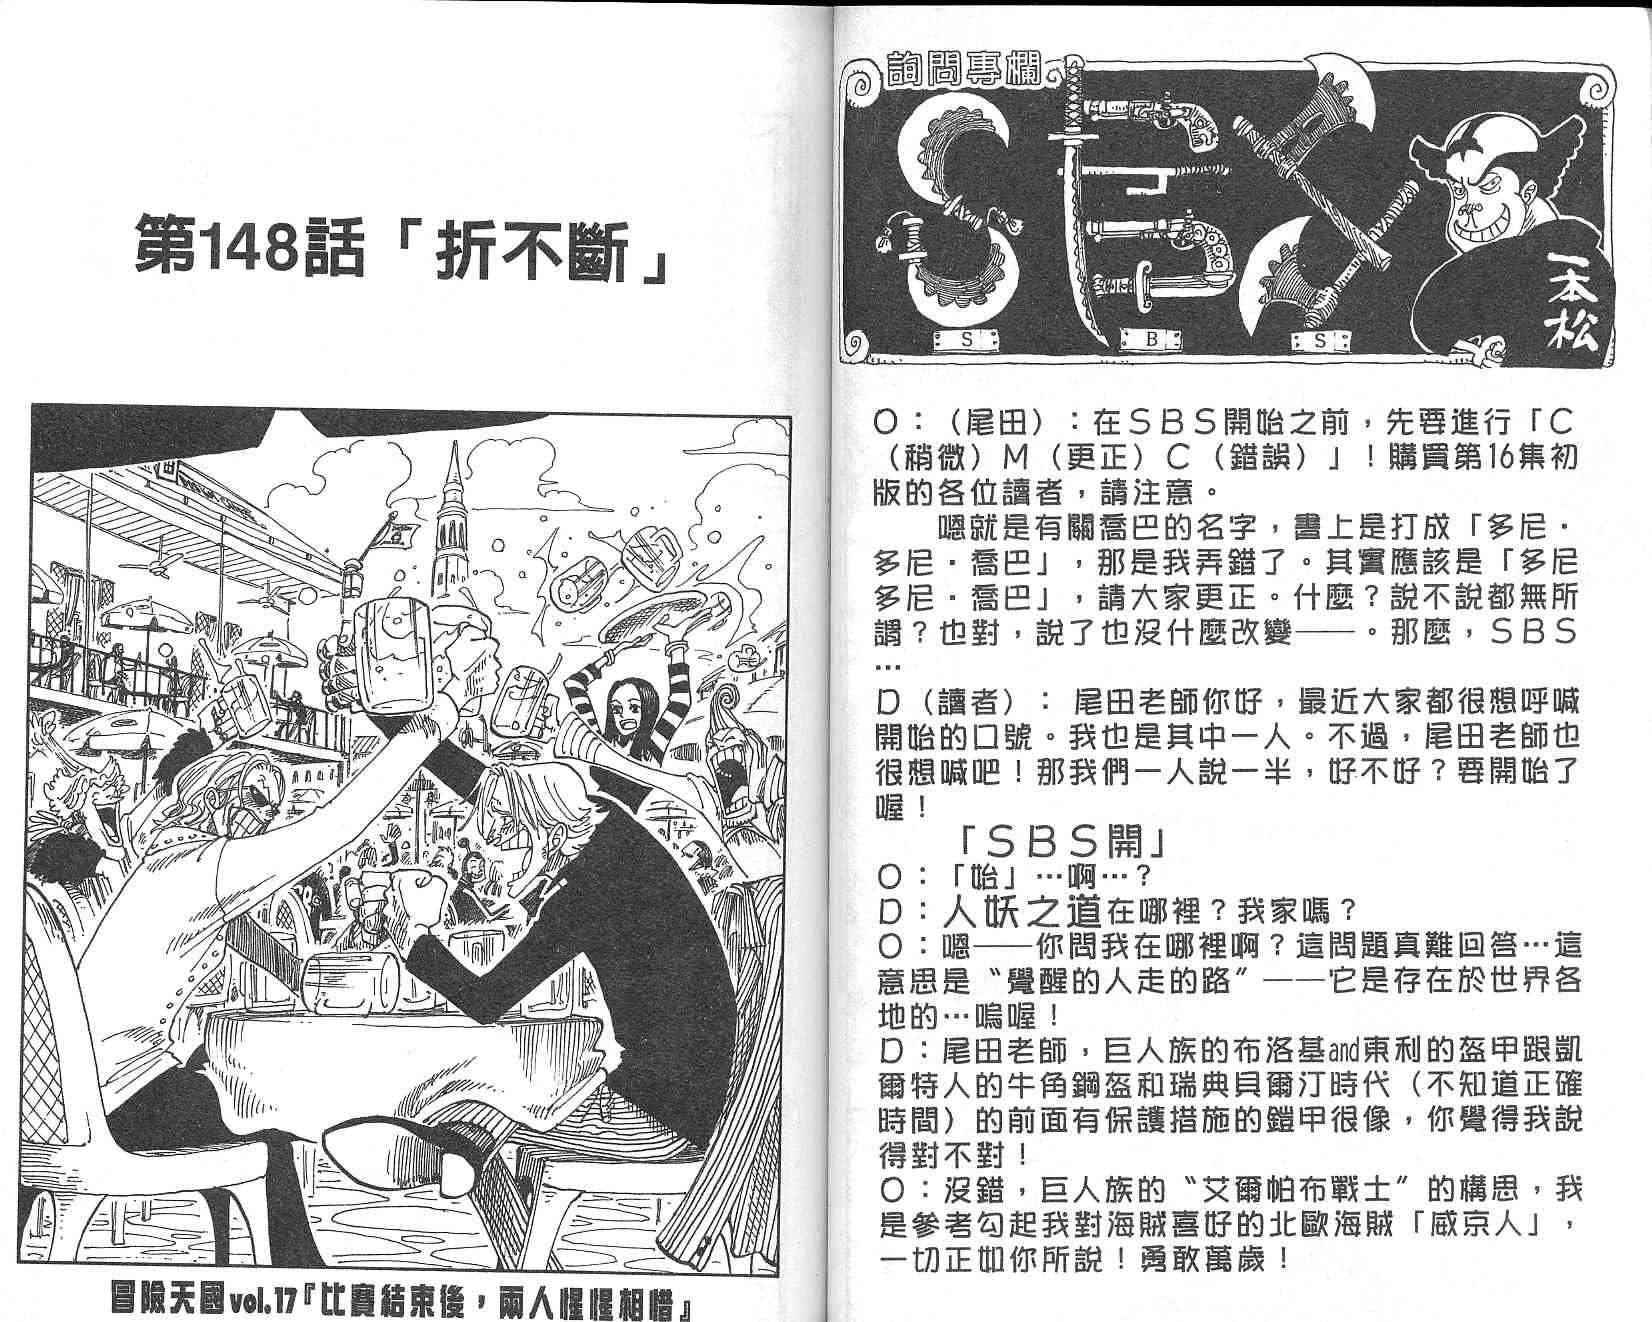 詢問專欄
S
B
S
一本松
O：（尾田）：在SBS開始之前，先要進行「C
（稍微）M（更正）C（錯誤）」！購買第16集初
版的各位讀者，請注意。
嗯就是有關喬巴的名字，書上是打成「多尼・
多尼・喬巴」，那是我弄錯了。其實應該是「多尼
多尼・喬巴」，請大家更正。什麼？說不說都無所
謂？也對，說了也沒什麼改變——。那麼，SBS
…
D（讀者）： 尾田老師你好，最近大家都很想呼喊
開始的口號。我也是其中一人。不過，尾田老師也
很想喊吧！那我們一人說一半，好不好？要開始了
喔！
「SBS開」
O：「始」…啊…？
D：人妖之道在哪裡？我家嗎？
O：嗯——你問我在哪裡啊？這問題真難回答…這
意思是〝覺醒的人走的路〞——它是存在於世界各
地的…嗚喔！
D：尾田老師，巨人族的布洛基and東利的盔甲跟凱
爾特人的牛角鋼盔和瑞典貝爾汀時代（不知道正確
時間）的前面有保護措施的鎧甲很像，你覺得我說
得對不對！
O：沒錯，巨人族的〝艾爾帕布戰士〞的構思，我
是參考勾起我對海賊喜好的北歐海賊「威京人」，
一切正如你所說！勇敢萬歲！
第148話「折不斷」
冒險天國vol.17『比賽結束後，兩人惺惺相惜』